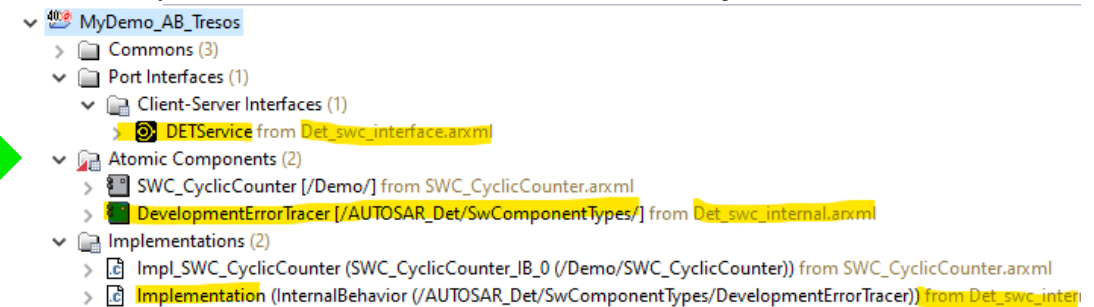 MyDemo_AB_Tresos
Commons (3)
Port Interfaces (1)
Client-Server Interfaces (1)
DETService from Det_swc_interface.arxml
Atomic Components (2)
SWC_CyclicCounter [/Demo/] from SWC_CyclicCounter.arxml
DevelopmentErrorTracer [/AUTOSAR_Det/SwComponentTypes/] from Det_swc_internal.arxml
Implementations (2)
Impl_SWC_CyclicCounter (SWC_CyclicCounter_IB_0 (/Demo/SWC_CyclicCounter)) from SWC_CyclicCounter.arxml
Implementation (InternalBehavior (/AUTOSAR_Det/SwComponentTypes/DevelopmentErrorTracer)) from Det_swc_inter